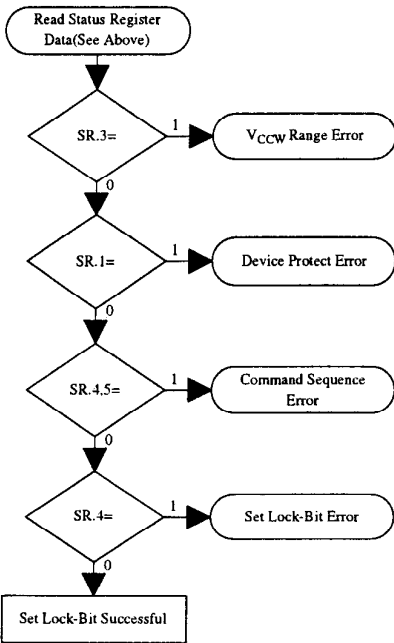 Read Status Register
Data(See Above)
SR.3=
1
VCCW Range Error
0
SR.1=
1
Device Protect Error
0
SR.4,5=
1
Command Sequence
Error
0
SR.4=
1
Set Lock-Bit Error
0
Set Lock-Bit Successful